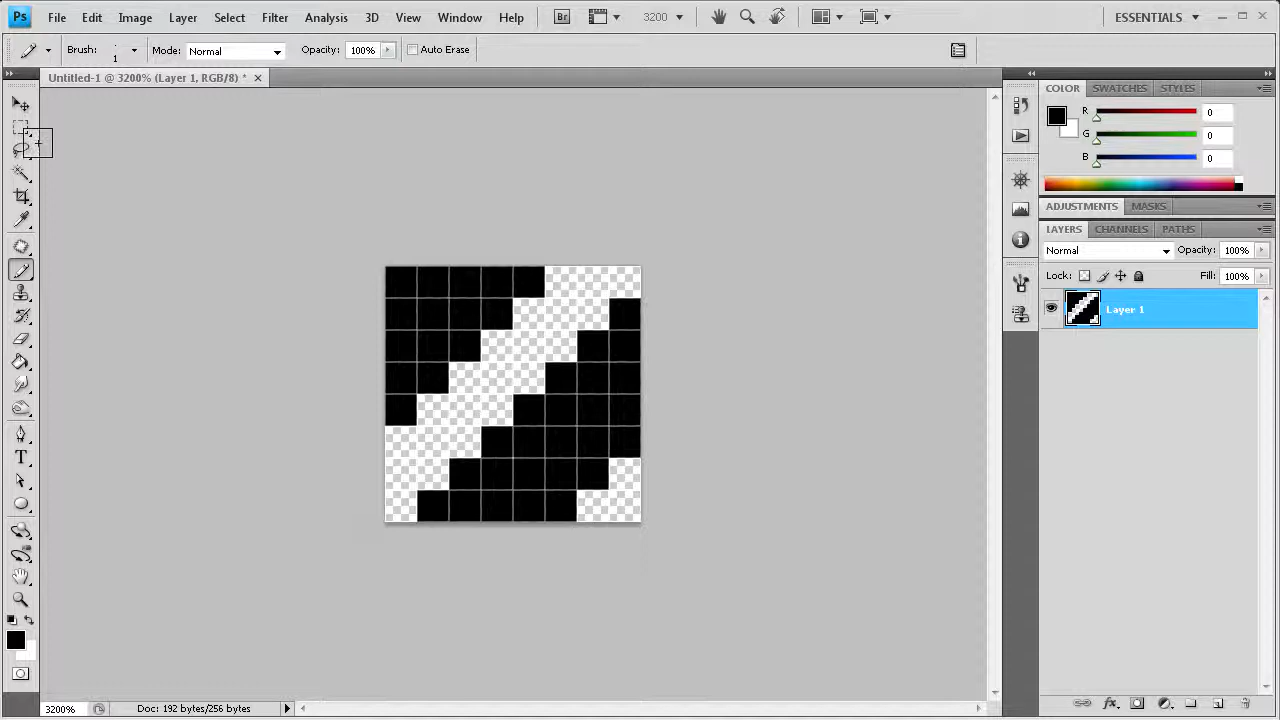 Ps File Edit Image Layer Select Filter Analysis 3D View Window Help Br 3200 ESSENTIALS
Brush: 1 Mode: Normal Opacity: 100% Auto Erase
Untitled-1 @ 3200% (Layer 1, RGB/8) *
COLOR SWATCHES STYLES
R 0
G 0
B 0
ADJUSTMENTS MASKS
LAYERS CHANNELS PATHS
Normal Opacity: 100%
Lock: Fill: 100%
Layer 1
T
fx
3200% Doc: 192 bytes/256 bytes